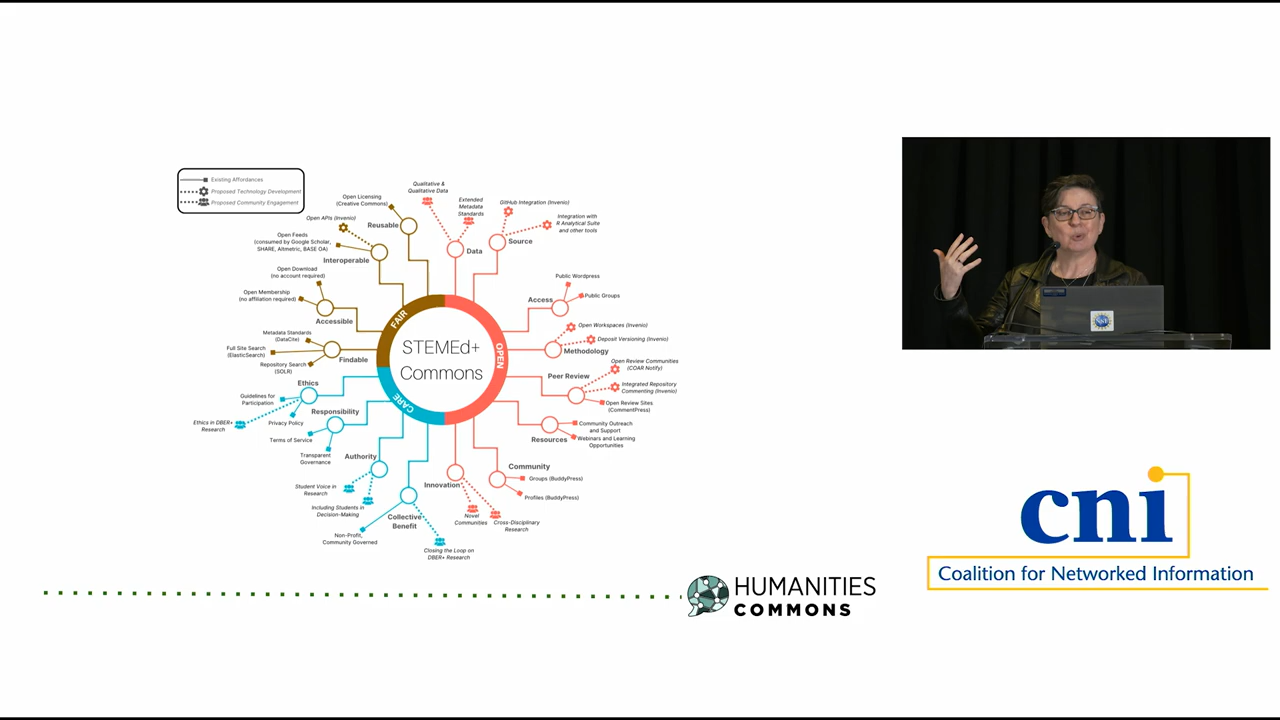 Existing Affordances
Proposed Technology Development
Proposed Community Engagement
STEMEd+
Commons
FAIR
OPEN
CARE
Reusable
Open Licensing
(Creative Commons)
Interoperable
Open APIs (Invenio)
Open Feeds
(consumed by Google Scholar,
SHARE, Altmetric, BASE OA)
Accessible
Open Download
(no account required)
Open Membership
(no affiliation required)
Findable
Metadata Standards
(DataCite)
Full Site Search
(ElasticSearch)
Repository Search
(SOLR)
Data
Qualitative &
Qualitative Data
Extended
Metadata
Standards
Source
GitHub Integration (Invenio)
Integration with
R Analytical Suite
and other tools
Access
Public Wordpress
Public Groups
Methodology
Open Workspaces (Invenio)
Deposit Versioning (Invenio)
Peer Review
Open Review Communities
(COAR Notify)
Integrated Repository
Commenting (Invenio)
Open Review Sites
(CommentPress)
Resources
Community Outreach
and Support
Webinars and Learning
Opportunities
Community
Groups (BuddyPress)
Profiles (BuddyPress)
Innovation
Novel
Communities
Cross-Disciplinary
Research
Ethics
Guidelines for
Participation
Privacy Policy
Ethics in DBER+
Research
Responsibility
Terms of Service
Transparent
Governance
Authority
Student Voice in
Research
Including Students in
Decision-Making
Collective
Benefit
Non-Profit,
Community Governed
Closing the Loop on
DBER+ Research
HUMANITIES
COMMONS
cni
Coalition for Networked Information